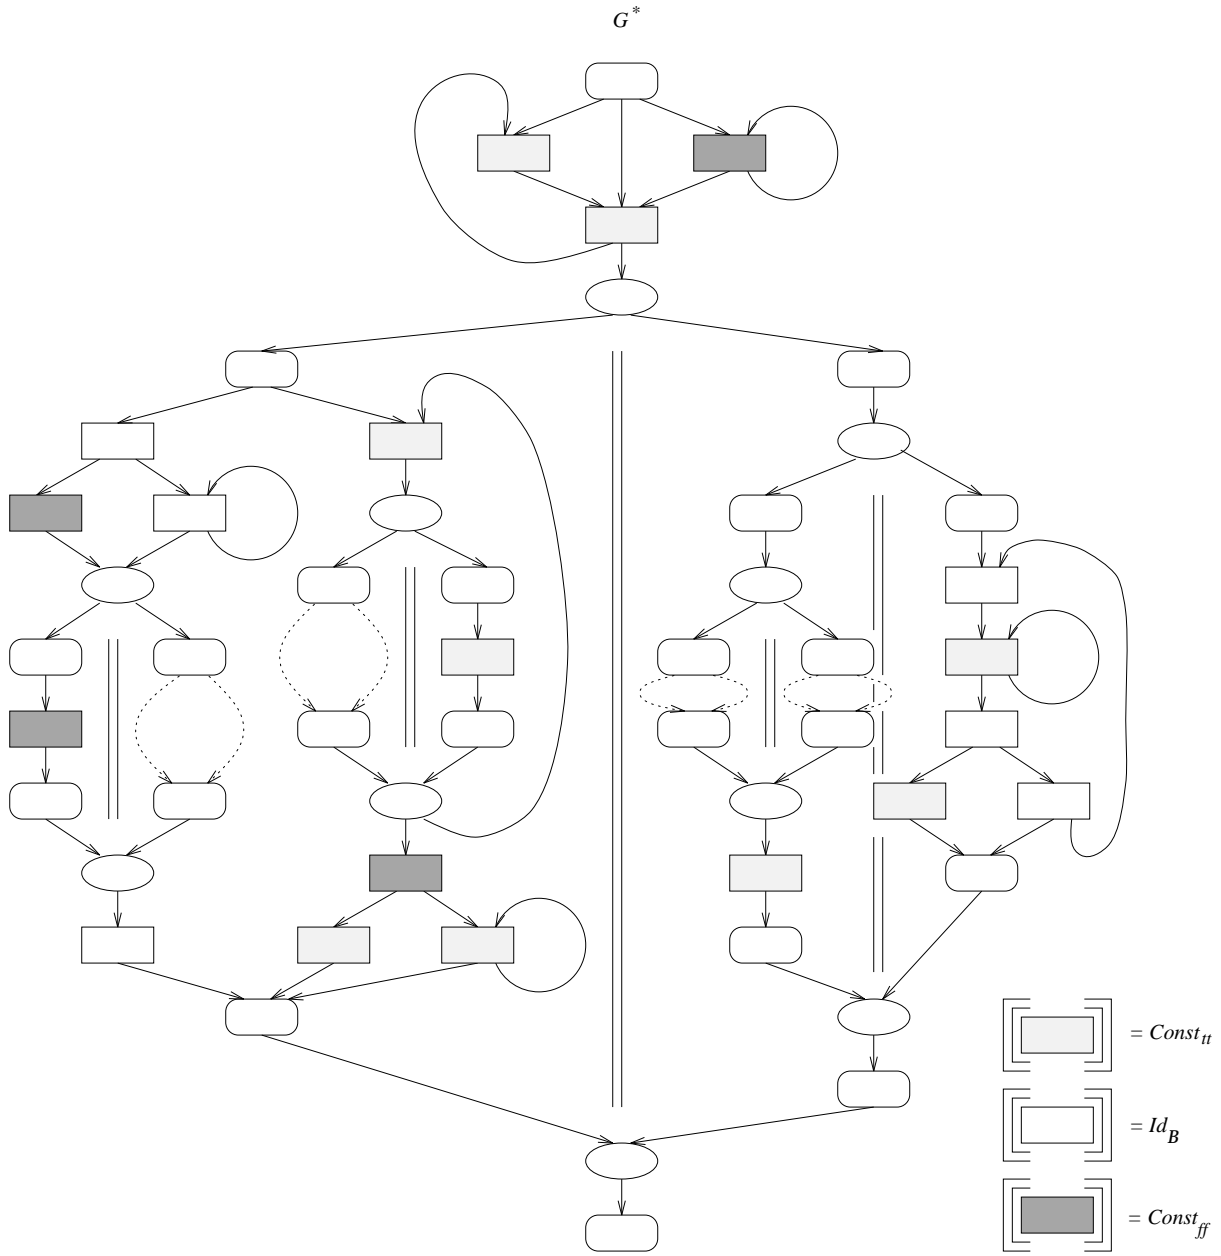 G*
= Const_tt
= Id_B
= Const_ff